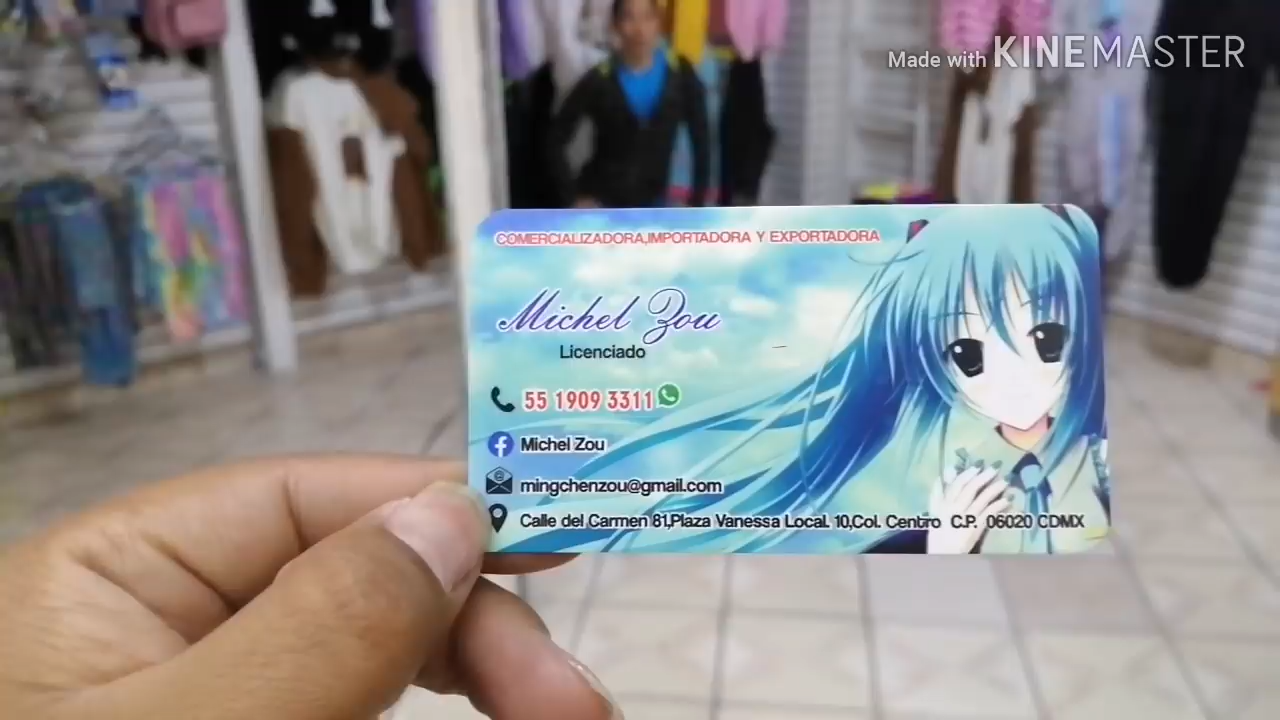 Made with KINEMASTER
COMERCIALIZADORA,IMPORTADORA Y EXPORTADORA
Michel Zou
Licenciado
55 1909 3311
Michel Zou
mingchenzou@gmail.com
Calle del Carmen 81,Plaza Vanessa Local. 10,Col. Centro C.P. 06020 CDMX